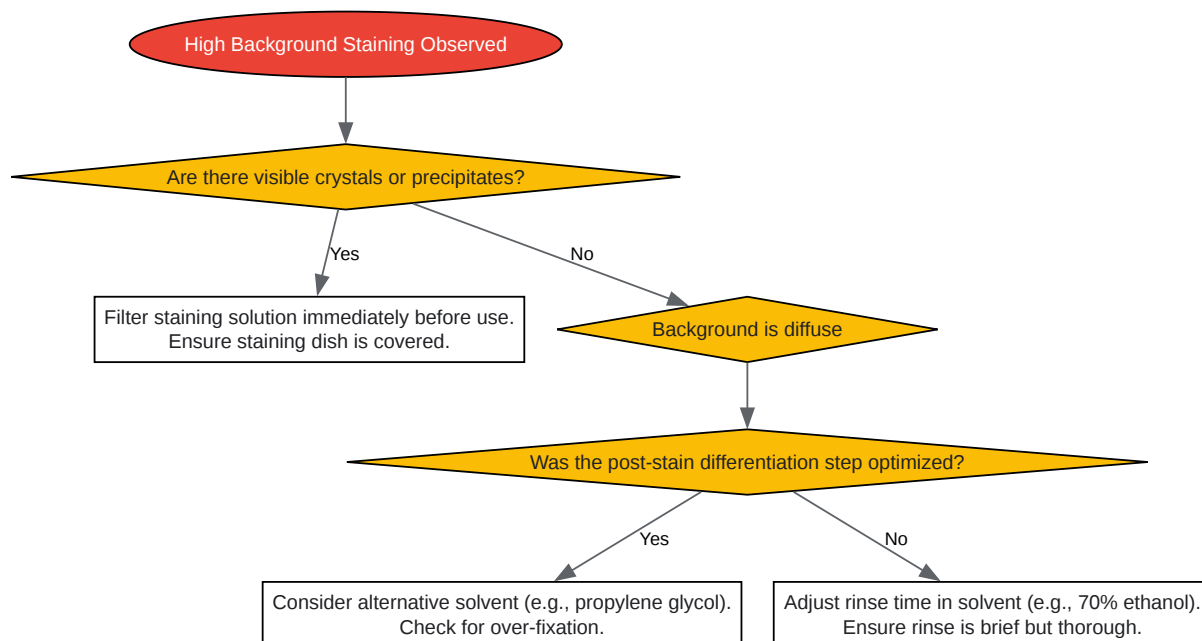 High Background Staining Observed
Are there visible crystals or precipitates?
Yes
No
Filter staining solution immediately before use.
Ensure staining dish is covered.
Background is diffuse
Was the post-stain differentiation step optimized?
Yes
No
Consider alternative solvent (e.g., propylene glycol).
Check for over-fixation.
Adjust rinse time in solvent (e.g., 70% ethanol).
Ensure rinse is brief but thorough.